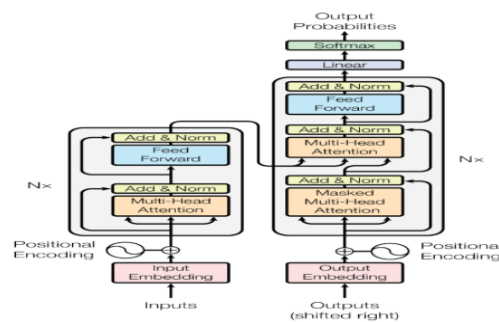 Output
Probabilities
Softmax
Linear
Add & Norm
Feed
Forward
Add & Norm
Multi-Head
Attention
Add & Norm
Masked
Multi-Head
Attention
Nx
Positional
Encoding
Output
Embedding
Outputs
(shifted right)
Add & Norm
Feed
Forward
Add & Norm
Multi-Head
Attention
Nx
Positional
Encoding
Input
Embedding
Inputs